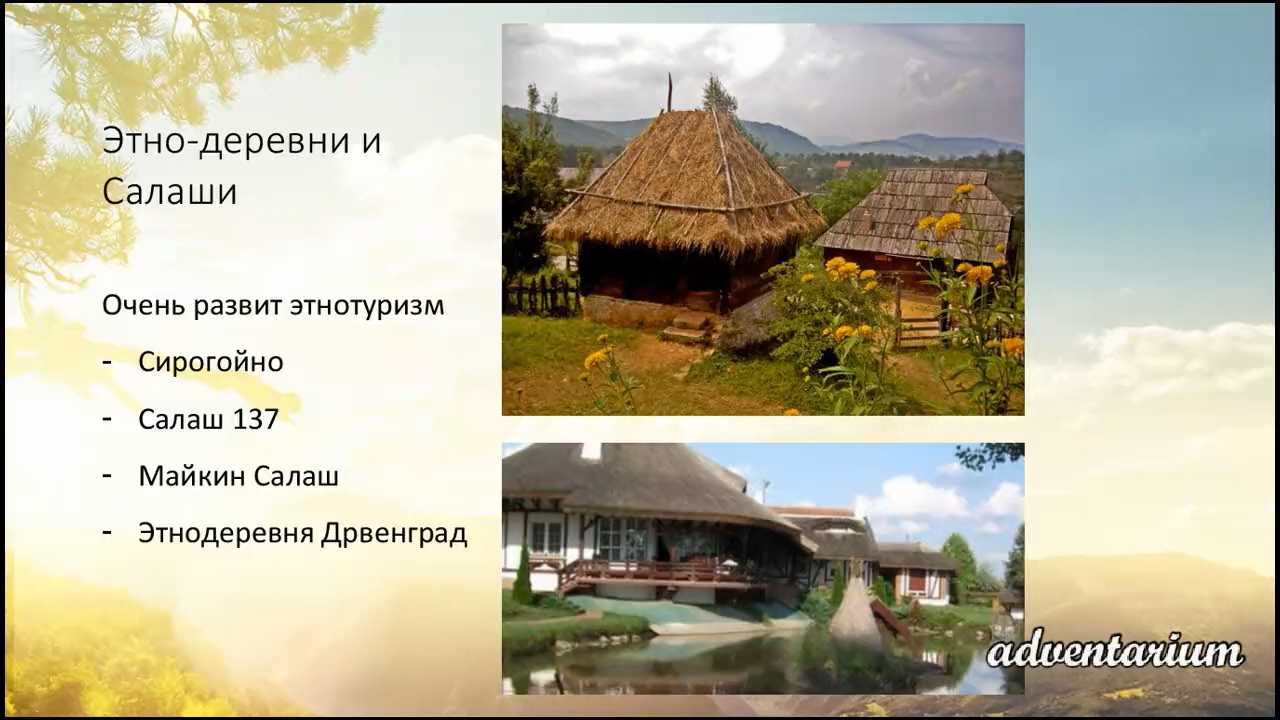 Этно-деревни и
Салаши
Очень развит этнотуризм
- Сирогойно
- Салаш 137
- Майкин Салаш
- Этнодеревня Дрвенград
adventarium